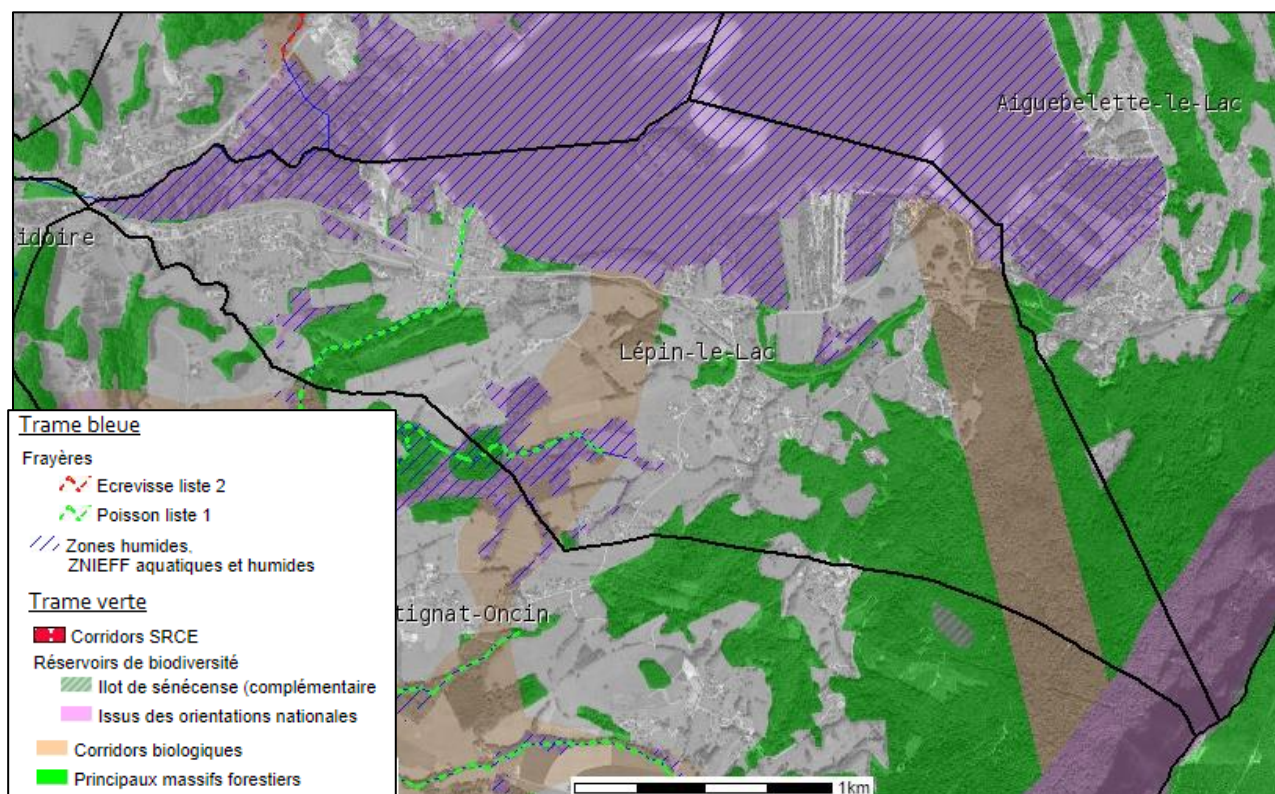 Aiguebelette-le-Lac
idoire
Lépin-le-Lac
tignat-Oncin
Trame bleue
Frayères
Ecrevisse liste 2
Poisson liste 1
Zones humides,
ZNIEFF aquatiques et humides
Trame verte
Corridors SRCE
Réservoirs de biodiversité
Ilot de sénécense (complémentaire
Issus des orientations nationales
Corridors biologiques
Principaux massifs forestiers
1km